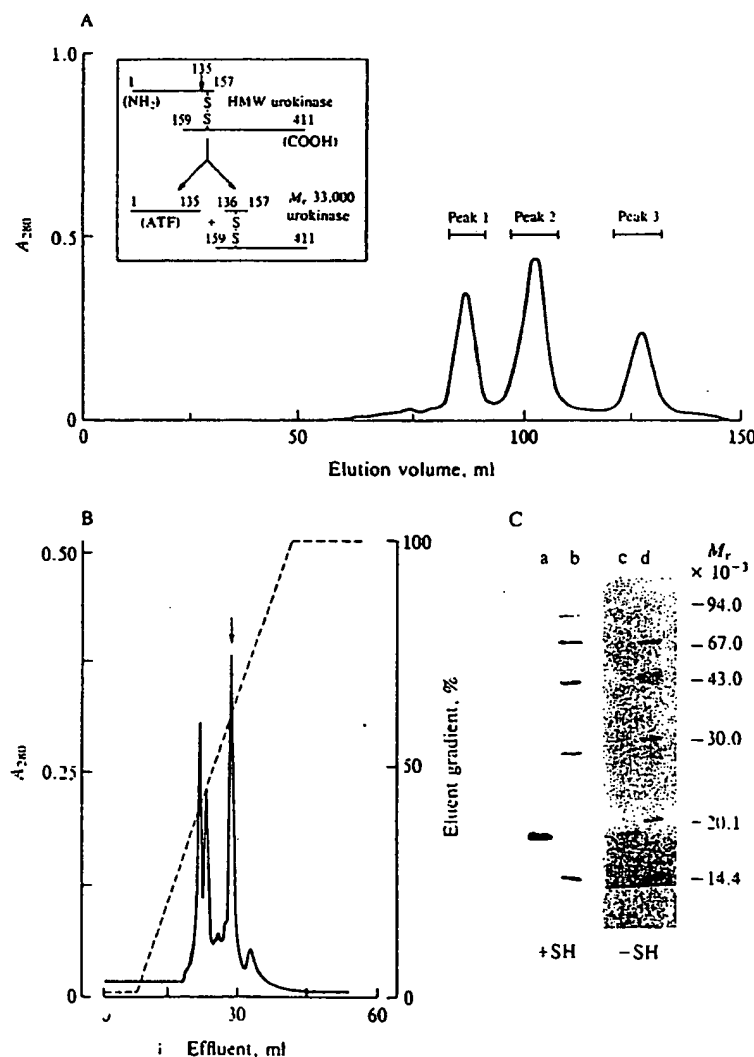 A
1.0
0.5
0
A280
135
1 157
(NH2) S HMW urokinase
S
159 411
(COOH)
1 135 136 157 Mr 33,000
(ATF) + S urokinase
S
159 411
Peak 1 Peak 2 Peak 3
0 50 100 150
Elution volume, ml
B
0.50
0.25
0
A280
100
50
0
Eluent gradient, %
30 60
i Effluent, ml
C
a b c d Mr
× 10−3
−94.0
−67.0
−43.0
−30.0
−20.1
−14.4
+SH −SH